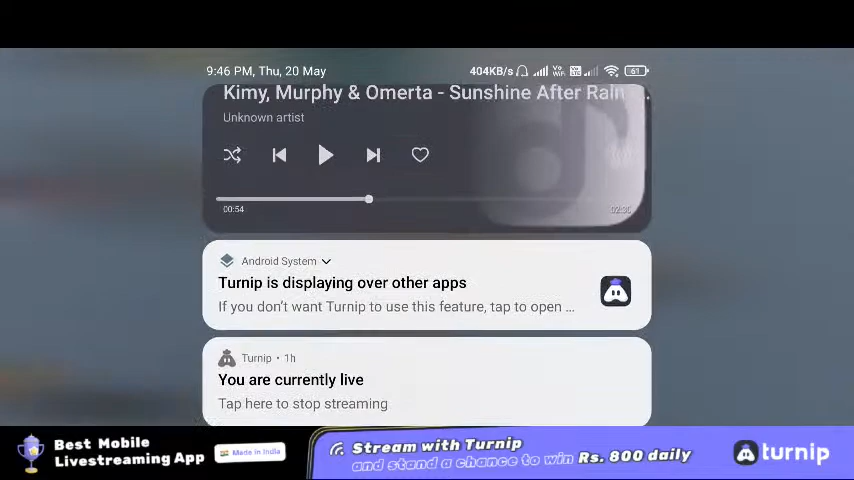 9:46 PM, Thu, 20 May
404KB/s
61
Kimy, Murphy & Omerta - Sunshine After Rain
Unknown artist
00:54
Android System
Turnip is displaying over other apps
If you don't want Turnip to use this feature, tap to open ...
Turnip • 1h
You are currently live
Tap here to stop streaming
Best Mobile
Livestreaming App
Made in India
Stream with Turnip
and stand a chance to win Rs. 800 daily
turnip